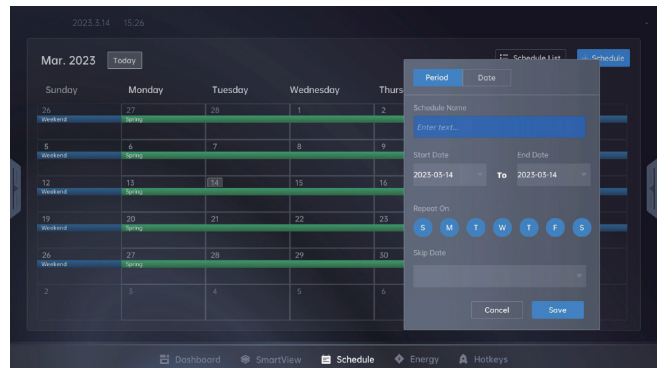 2023.3.14 15:26
Mar. 2023 Today Schedule List + Schedule
Sunday Monday Tuesday Wednesday Thurs
26 27 28 1 2
Weekend Spring
5 6 7 8 9
Weekend Spring
12 13 14 15 16
Weekend Spring
19 20 21 22 23
Weekend Spring
26 27 28 29 30
Weekend Spring
2 3 4 5 6
Period Date
Schedule Name
Enter text...
Start Date End Date
2023-03-14 To 2023-03-14
Repeat On
S M T W T F S
Skip Date
Cancel Save
Dashboard SmartView Schedule Energy Hotkeys